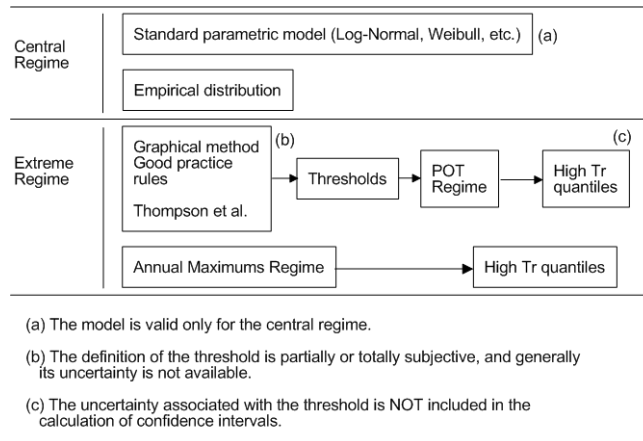 Central
Regime
Standard parametric model (Log-Normal, Weibull, etc.)
(a)
Empirical distribution
Extreme
Regime
Graphical method
Good practice
rules
Thompson et al.
(b)
Thresholds
POT
Regime
(c)
High Tr
quantiles
Annual Maximums Regime
High Tr quantiles
(a) The model is valid only for the central regime.
(b) The definition of the threshold is partially or totally subjective, and generally
its uncertainty is not available.
(c) The uncertainty associated with the threshold is NOT included in the
calculation of confidence intervals.